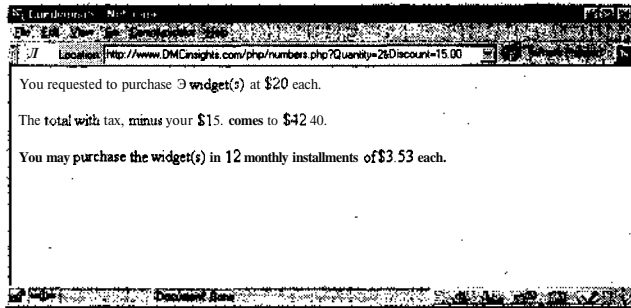 Location: http://www.DMCinsights.com/php/numbers.php?Quantity=2&Discount=15.00
You requested to purchase Э widget(s) at $20 each.
The total with tax, minus your $15. comes to $42 40.
You may purchase the widget(s) in 12 monthly installments of $3.53 each.
Document Done